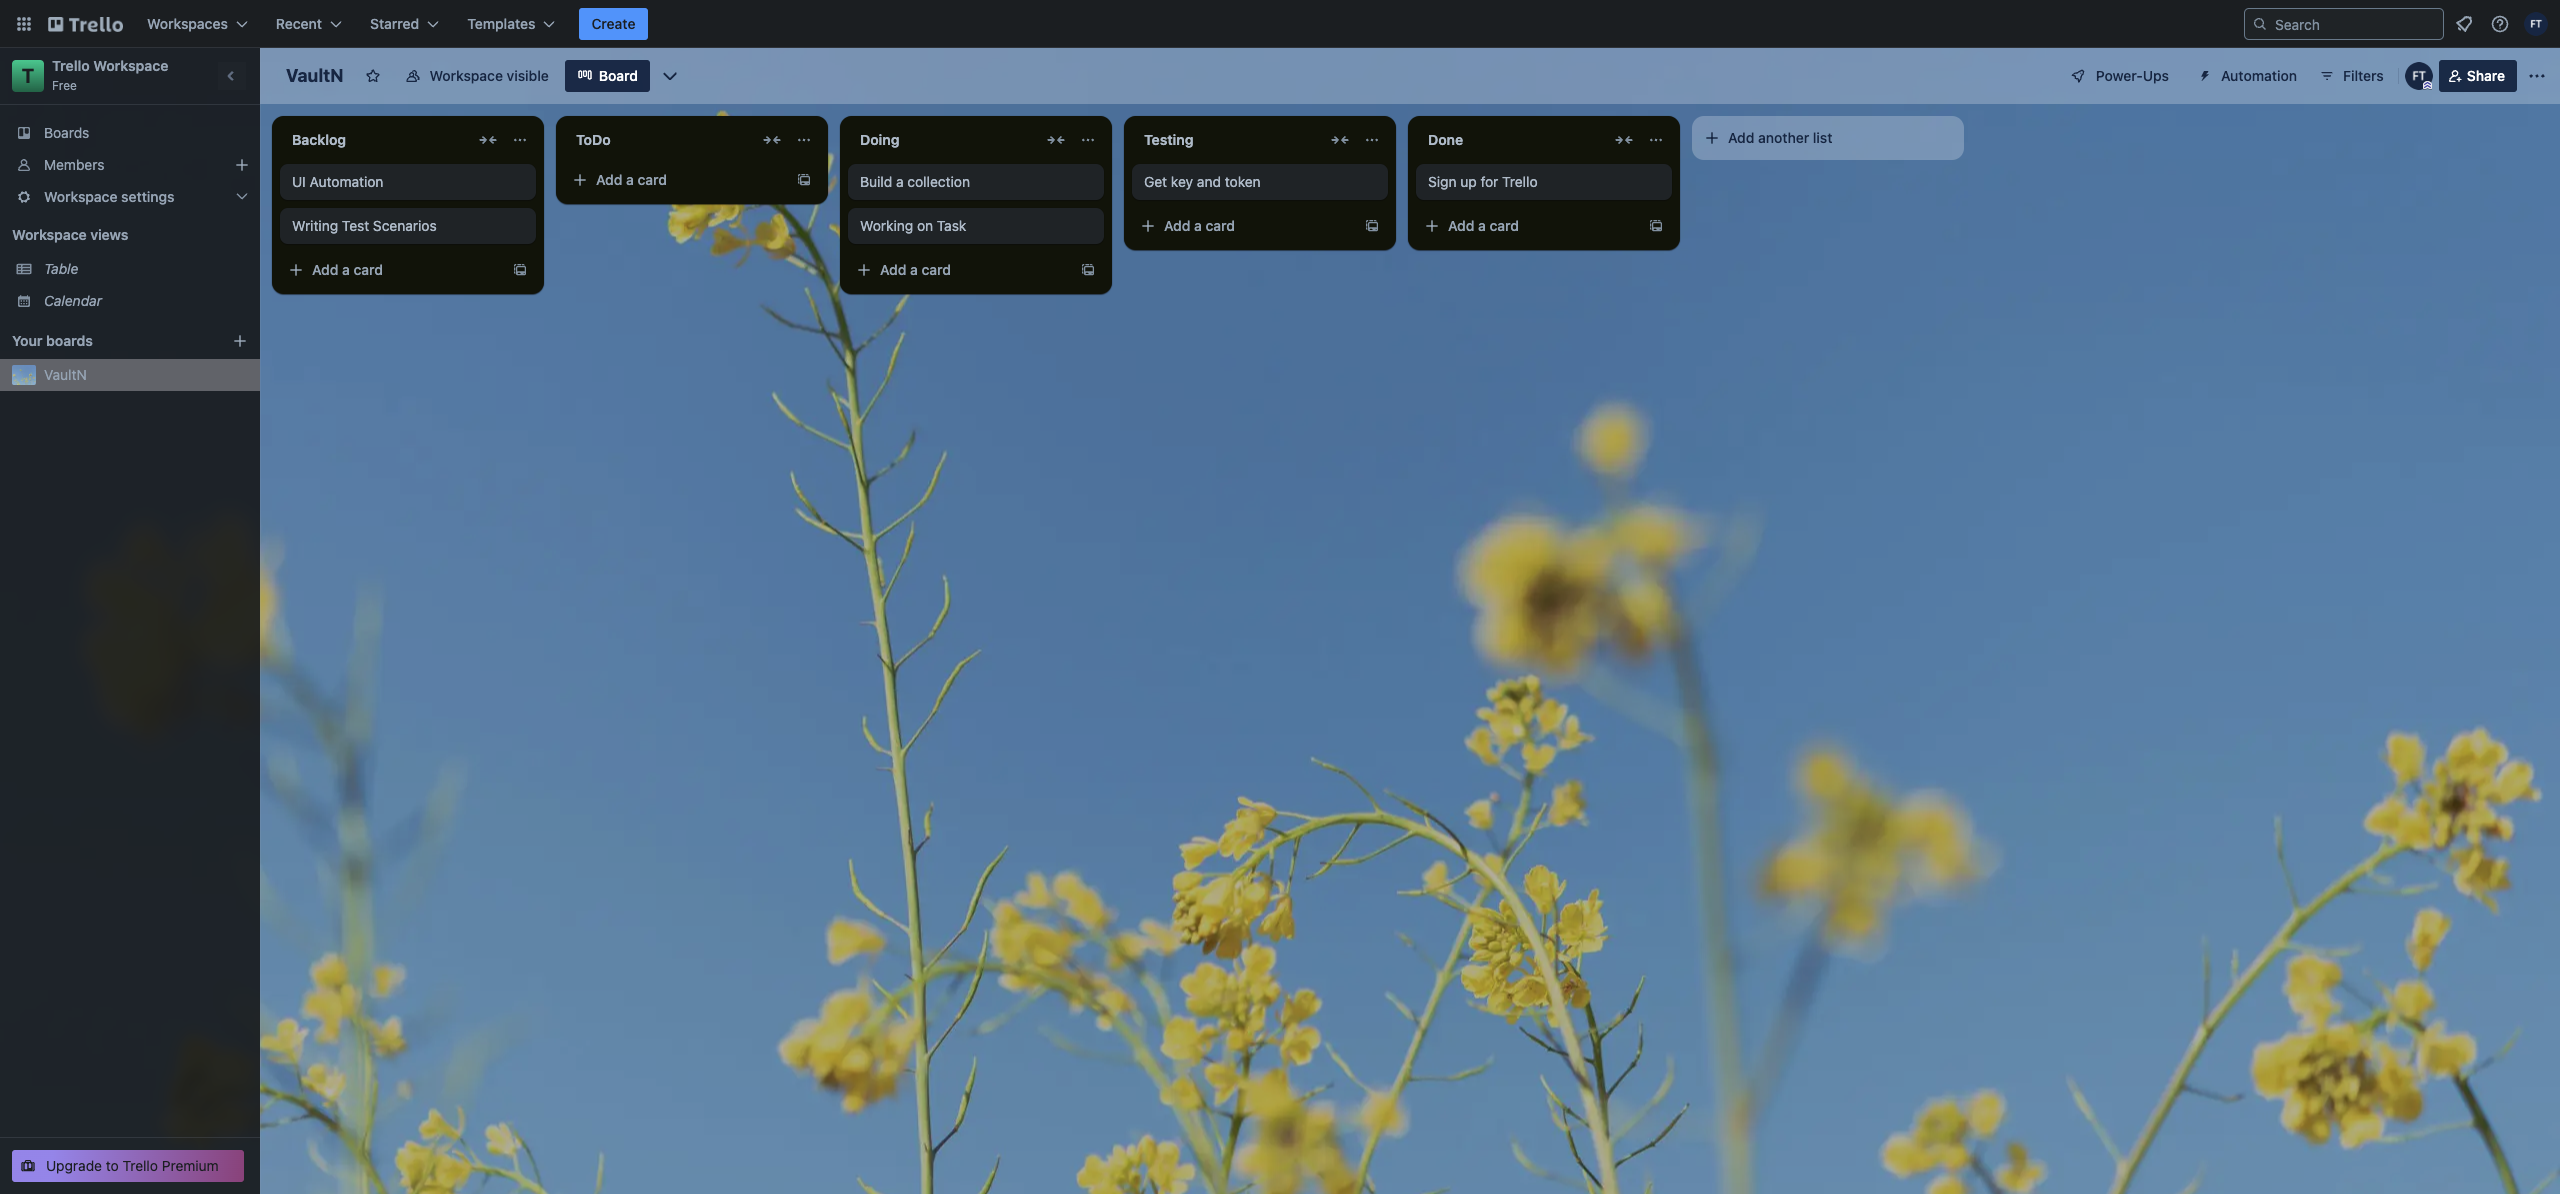 Trello
Workspaces
Recent
Starred
Templates
Create
Search
FT
T
Trello Workspace
Free
VaultN
Workspace visible
Board
Power-Ups
Automation
Filters
FT
Share
Boards
Members
Workspace settings
Workspace views
Table
Calendar
Your boards
VaultN
Upgrade to Trello Premium
Backlog
UI Automation
Writing Test Scenarios
Add a card
ToDo
Add a card
Doing
Build a collection
Working on Task
Add a card
Testing
Get key and token
Add a card
Done
Sign up for Trello
Add a card
Add another list